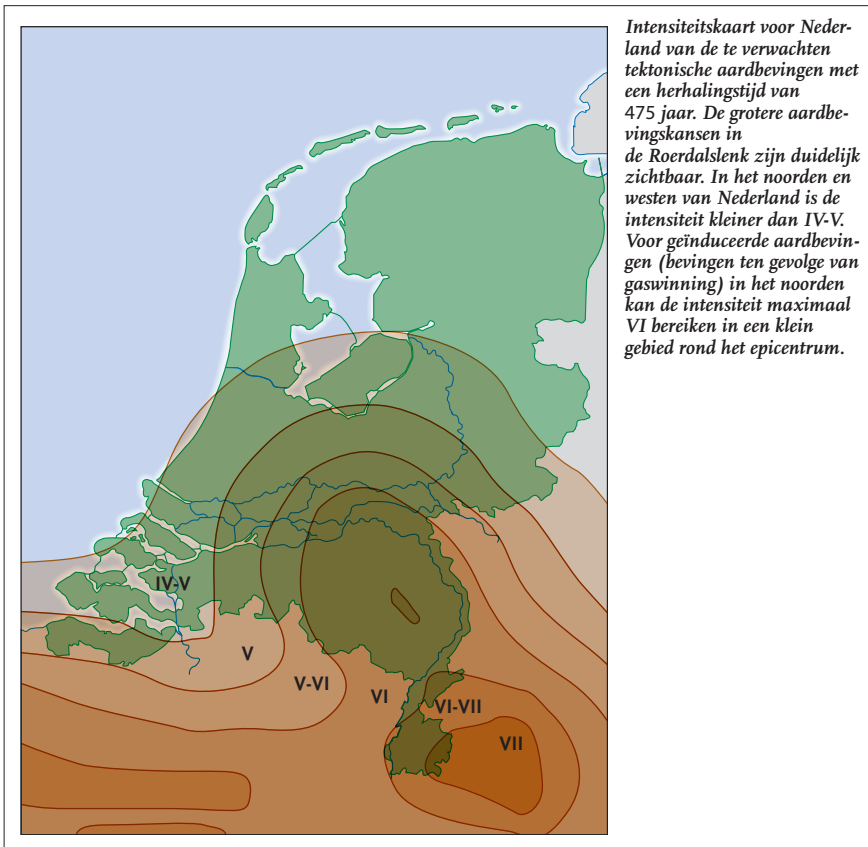 Intensiteitskaart voor Neder-
land van de te verwachten
tektonische aardbevingen met
een herhalingstijd van
475 jaar. De grotere aardbe-
vingskansen in
de Roerdalslenk zijn duidelijk
zichtbaar. In het noorden en
westen van Nederland is de
intensiteit kleiner dan IV-V.
Voor geïnduceerde aardbevin-
gen (bevingen ten gevolge van
gaswinning) in het noorden
kan de intensiteit maximaal
VI bereiken in een klein
gebied rond het epicentrum.
IV-V
V
V-VI
VI
VI-VII
VII